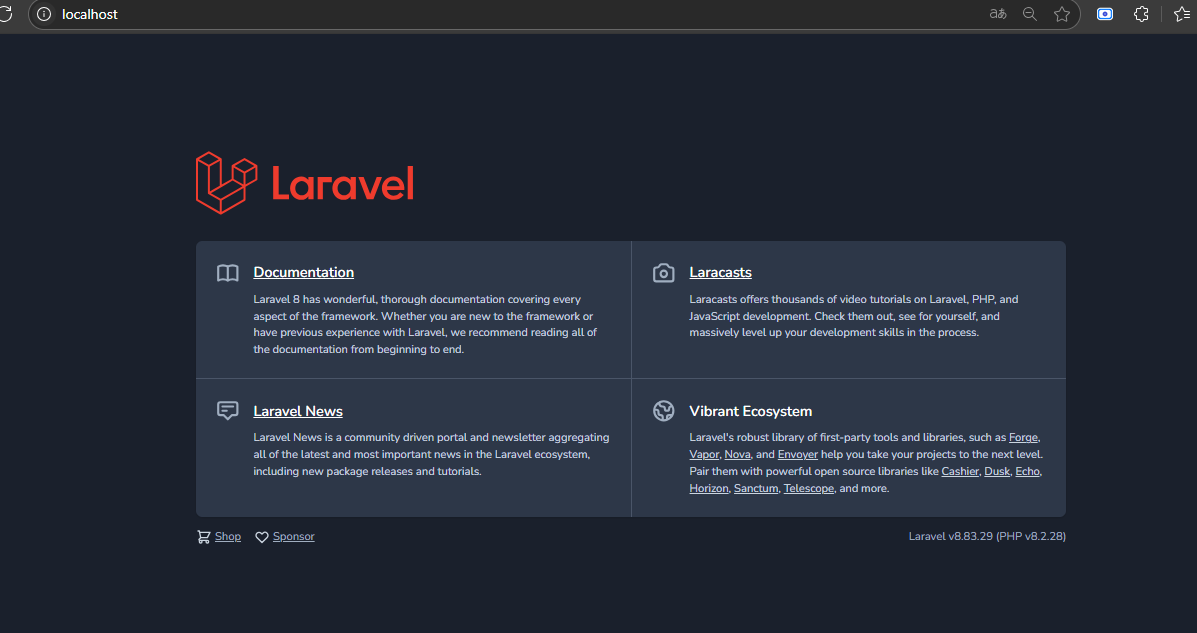 localhost
aあ
Laravel
Documentation
Laravel 8 has wonderful, thorough documentation covering every
aspect of the framework. Whether you are new to the framework or
have previous experience with Laravel, we recommend reading all of
the documentation from beginning to end.
Laracasts
Laracasts offers thousands of video tutorials on Laravel, PHP, and
JavaScript development. Check them out, see for yourself, and
massively level up your development skills in the process.
Laravel News
Laravel News is a community driven portal and newsletter aggregating
all of the latest and most important news in the Laravel ecosystem,
including new package releases and tutorials.
Vibrant Ecosystem
Laravel's robust library of first-party tools and libraries, such as Forge,
Vapor, Nova, and Envoyer help you take your projects to the next level.
Pair them with powerful open source libraries like Cashier, Dusk, Echo,
Horizon, Sanctum, Telescope, and more.
Shop
Sponsor
Laravel v8.83.29 (PHP v8.2.28)